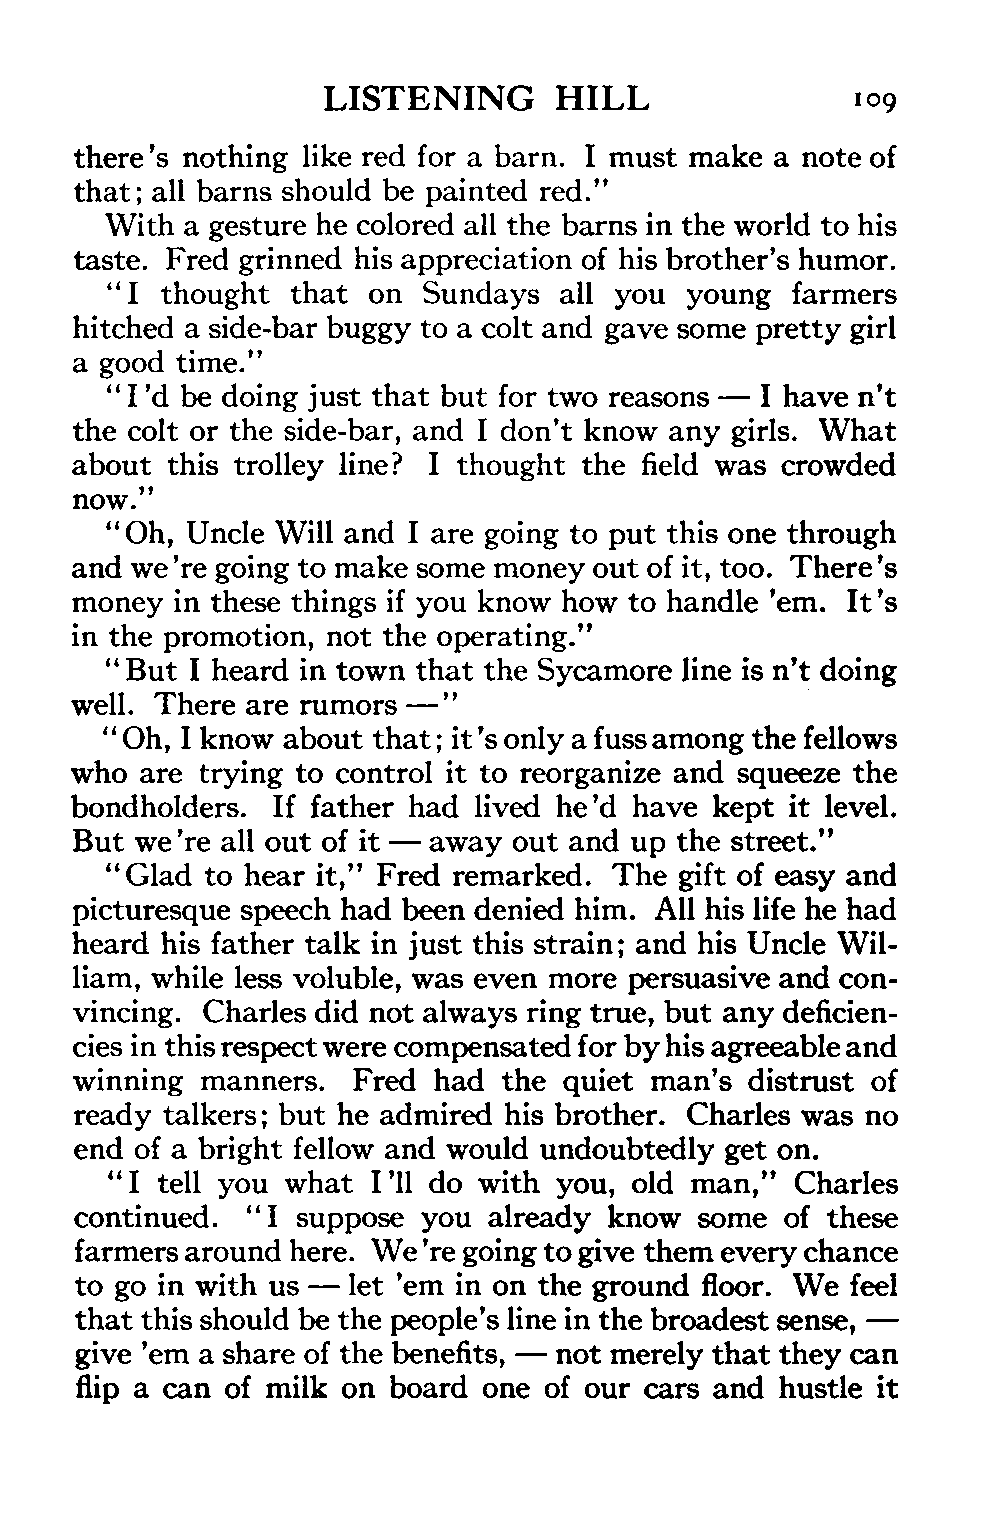 LISTENING HILL 109
there's nothing like red for a barn. I must make a note of
that; all barns should be painted red."
With a gesture he colored all the barns in the world to his
taste. Fred grinned his appreciation of his brother's humor.
"I thought that on Sundays all you young farmers
hitched a side-bar buggy to a colt and gave some pretty girl
a good time."
"I'd be doing just that but for two reasons — I have n't
the colt or the side-bar, and I don't know any girls. What
about this trolley line? I thought the field was crowded
now."
"Oh, Uncle Will and I are going to put this one through
and we're going to make some money out of it, too. There's
money in these things if you know how to handle 'em. It's
in the promotion, not the operating."
"But I heard in town that the Sycamore line is n't doing
well. There are rumors —"
"Oh, I know about that; it's only a fuss among the fellows
who are trying to control it to reorganize and squeeze the
bondholders. If father had lived he'd have kept it level.
But we're all out of it — away out and up the street."
"Glad to hear it," Fred remarked. The gift of easy and
picturesque speech had been denied him. All his life he had
heard his father talk in just this strain; and his Uncle Wil-
liam, while less voluble, was even more persuasive and con-
vincing. Charles did not always ring true, but any deficien-
cies in this respect were compensated for by his agreeable and
winning manners. Fred had the quiet man's distrust of
ready talkers; but he admired his brother. Charles was no
end of a bright fellow and would undoubtedly get on.
"I tell you what I'll do with you, old man," Charles
continued. "I suppose you already know some of these
farmers around here. We're going to give them every chance
to go in with us — let 'em in on the ground floor. We feel
that this should be the people's line in the broadest sense, —
give 'em a share of the benefits, — not merely that they can
flip a can of milk on board one of our cars and hustle it